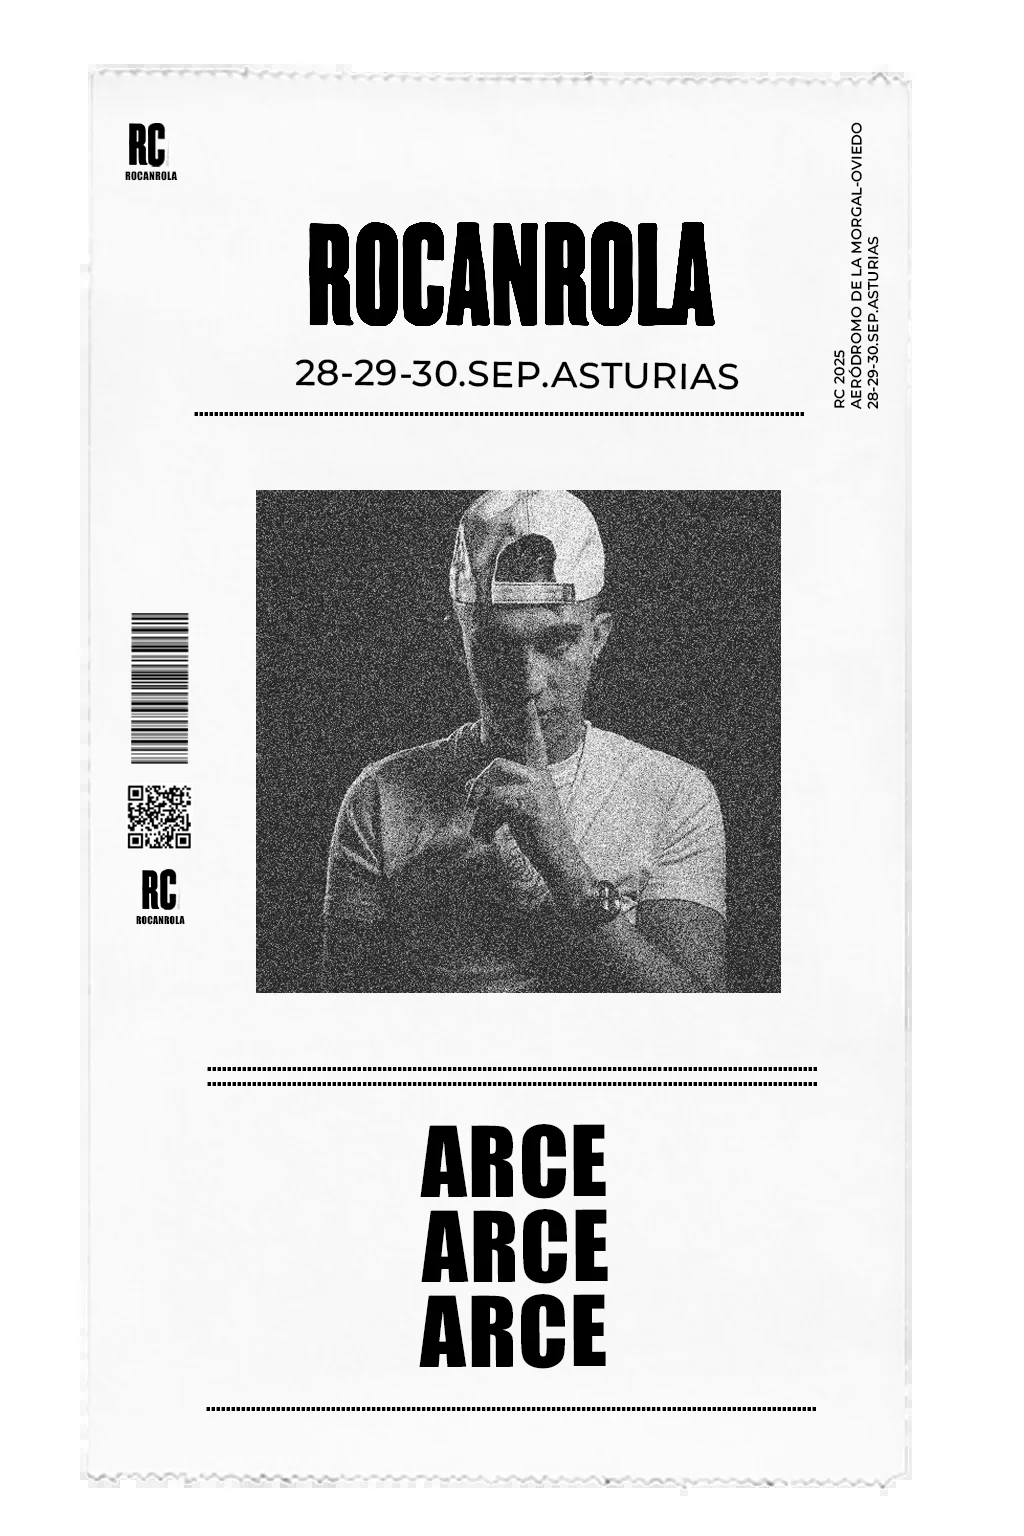 RC
ROCANROLA
ROCANROLA
28-29-30.SEP.ASTURIAS
RC 2025
AERÓDROMO DE LA MORGAL-OVIEDO
28-29-30.SEP.ASTURIAS
RC
ROCANROLA
ARCE
ARCE
ARCE